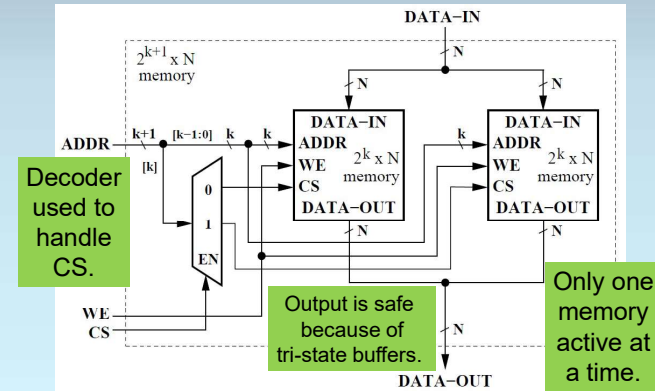 DATA−IN
N
2^k+1 x N
memory
N
N
DATA−IN
DATA−IN
ADDR
k+1
[k−1:0]
k
k
ADDR
k
ADDR
[k]
WE
2^k x N
WE
2^k x N
memory
memory
Decoder
used to
handle
CS.
0
CS
CS
1
DATA−OUT
DATA−OUT
EN
N
N
Output is safe
because of
tri-state buffers.
Only one
memory
active at
a time.
WE
CS
N
DATA−OUT